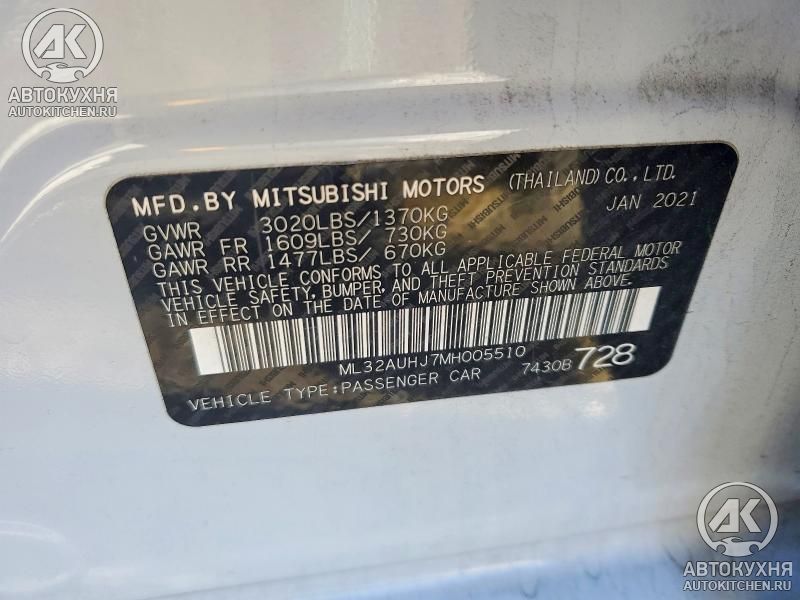 AK
АВТОКУХНЯ
AUTOKITCHEN.RU
MFD.BY MITSUBISHI MOTORS (THAILAND)CO.,LTD.
GVWR 3020LBS/1370KG JAN 2021
GAWR FR 1609LBS/ 730KG
GAWR RR 1477LBS/ 670KG
THIS VEHICLE CONFORMS TO ALL APPLICABLE FEDERAL MOTOR
VEHICLE SAFETY, BUMPER, AND THEFT PREVENTION STANDARDS
IN EFFECT ON THE DATE OF MANUFACTURE SHOWN ABOVE.
ML32AUHJ7MH005510
VEHICLE TYPE:PASSENGER CAR 7430B 728
AK
АВТОКУХНЯ
AUTOKITCHEN.RU